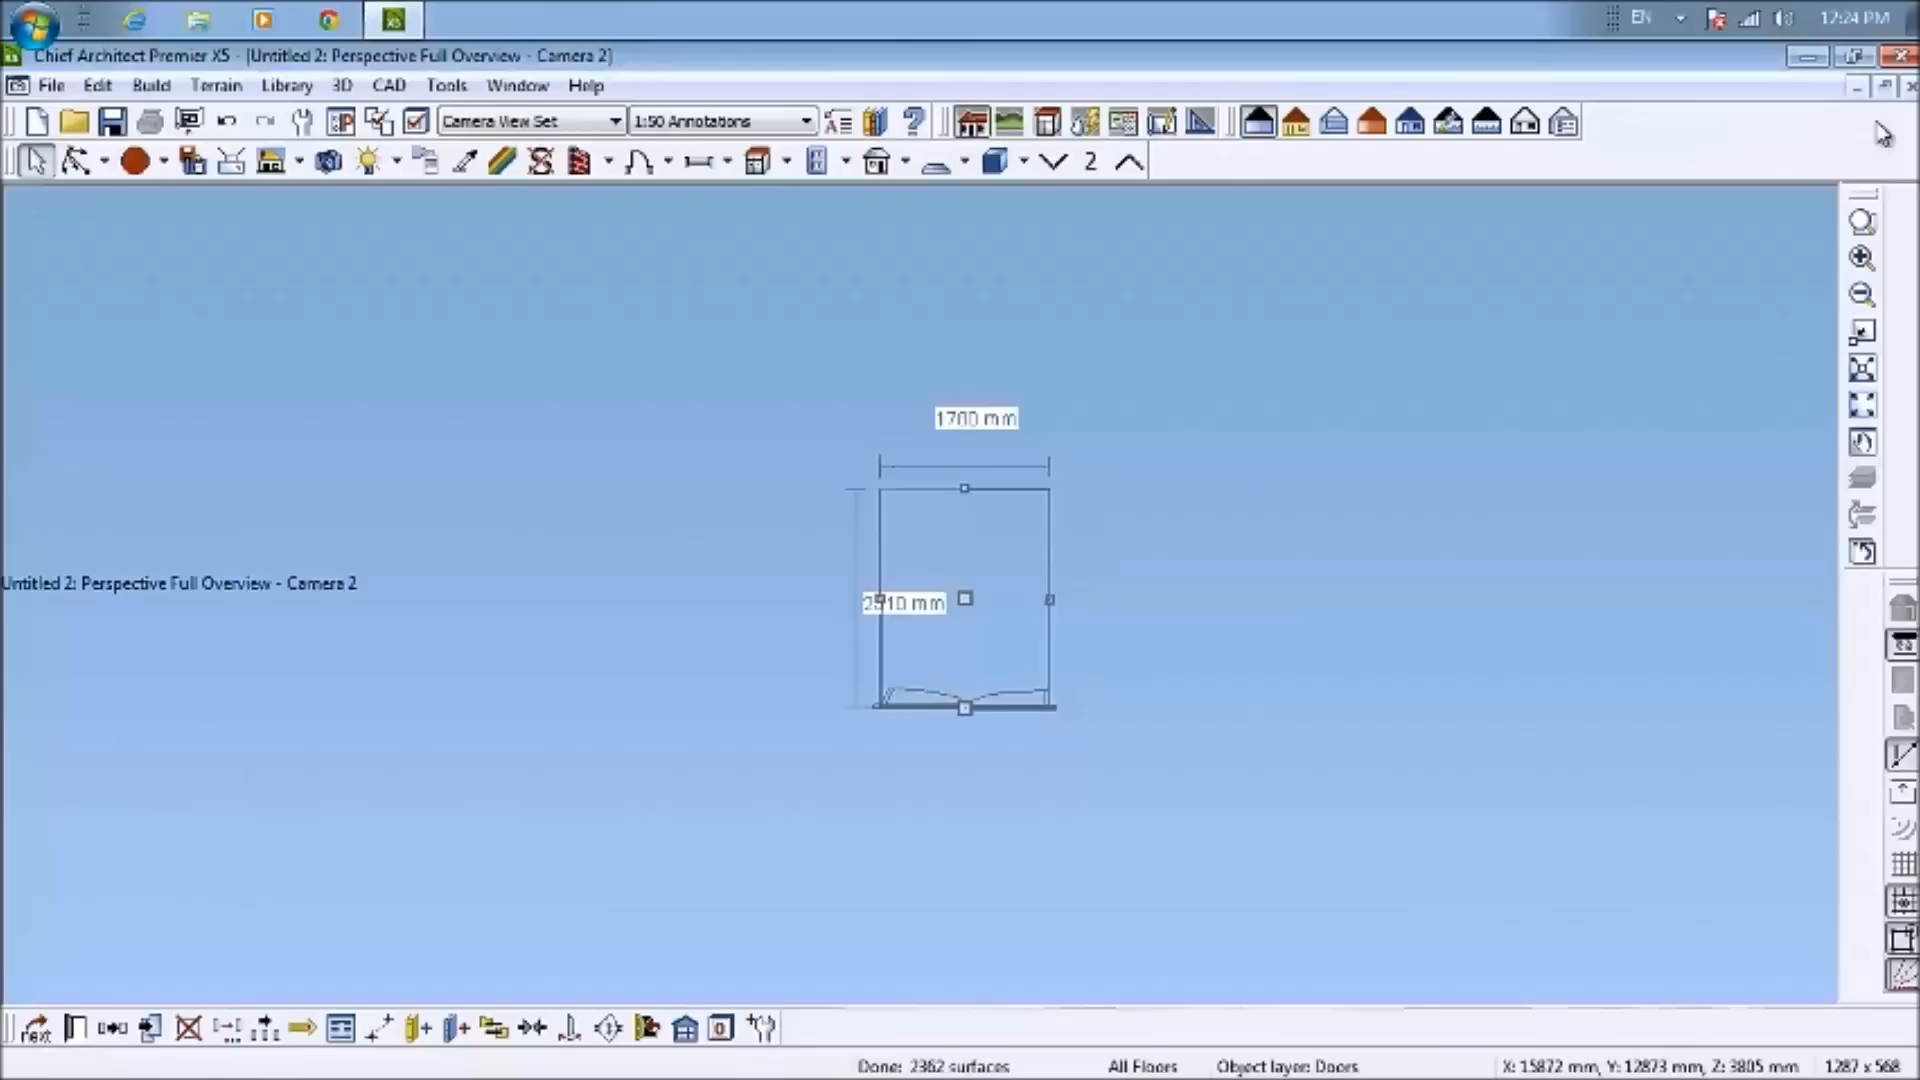 EN
12:24 PM
Chief Architect Premier X5 - [Untitled 2: Perspective Full Overview - Camera 2]
File Edit Build Terrain Library 3D CAD Tools Window Help
Camera View Set
1:50 Annotations
2
1700 mm
Untitled 2: Perspective Full Overview - Camera 2
next
Done: 2362 surfaces
All Floors
Object layer: Doors
X: 15872 mm, Y: 12873 mm, Z: 3805 mm
1287 x 568